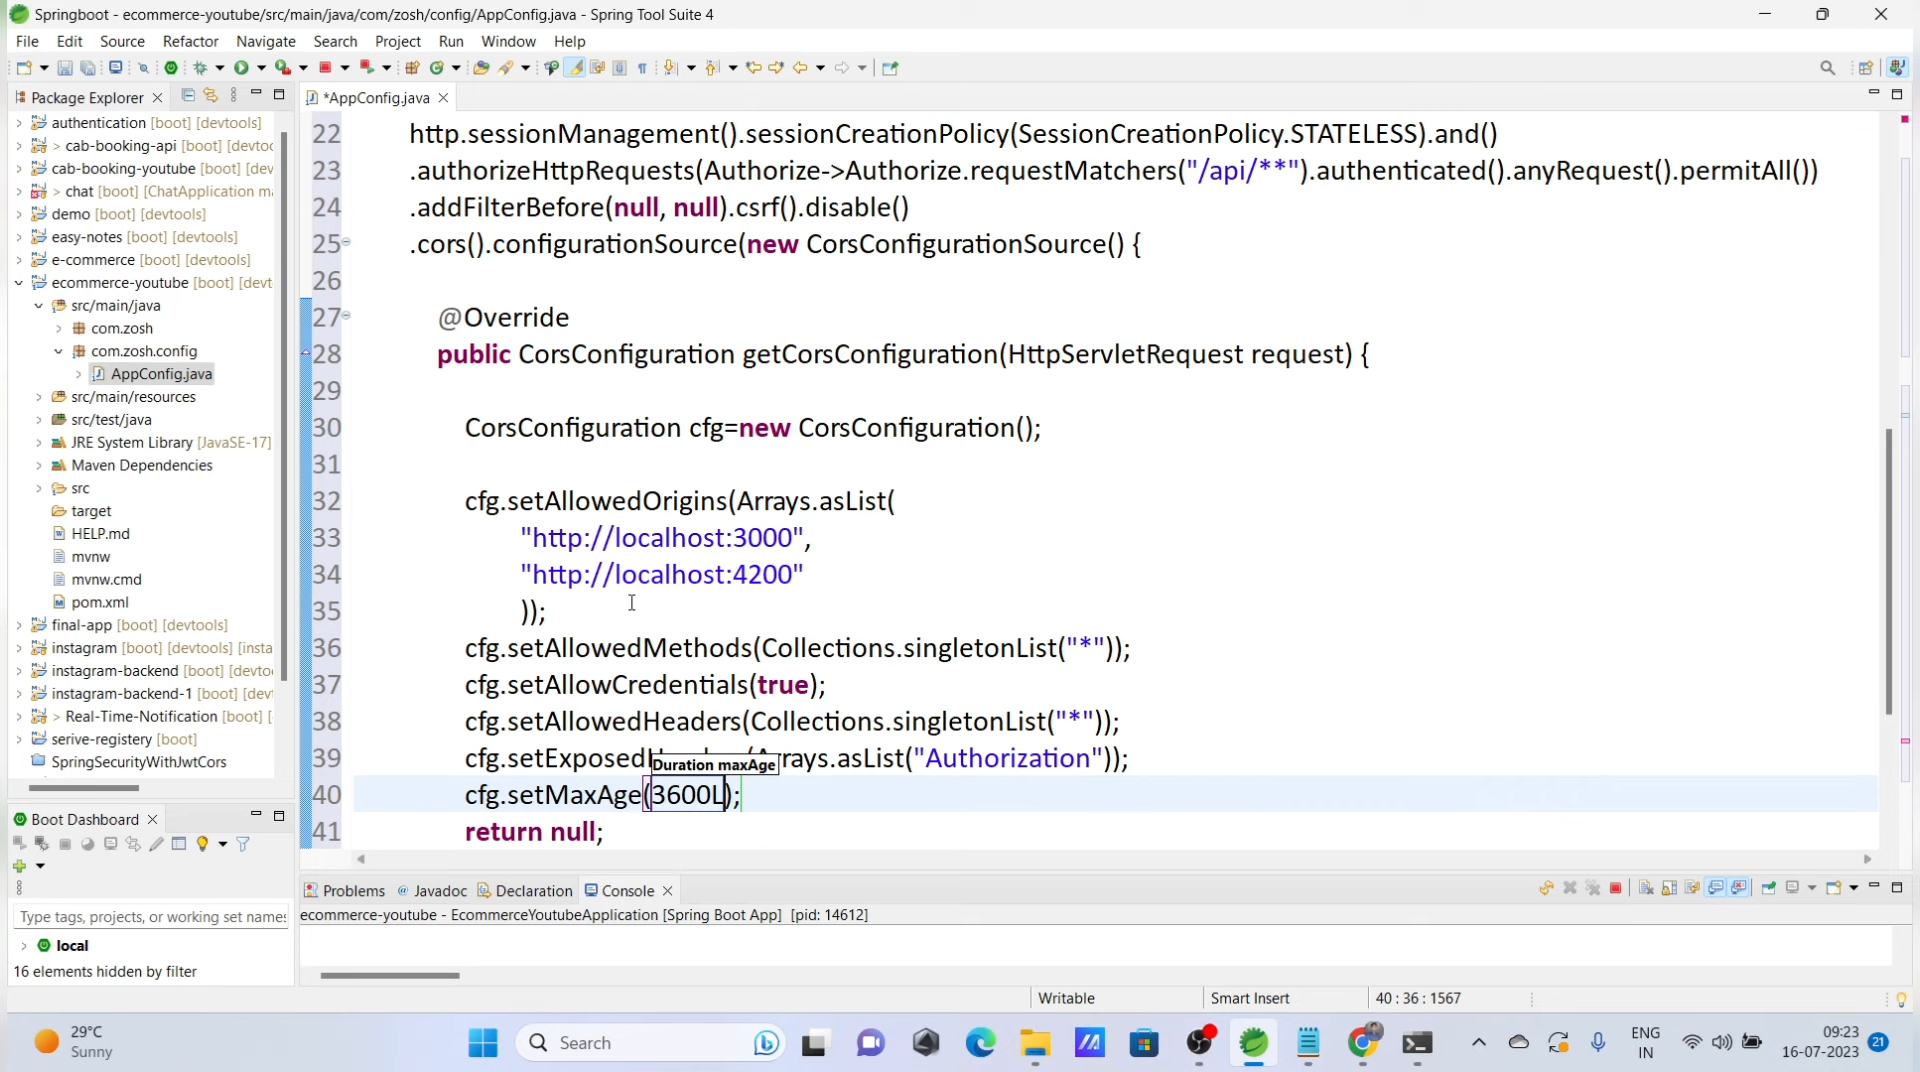 Springboot - ecommerce-youtube/src/main/java/com/zosh/config/AppConfig.java - Spring Tool Suite 4
File Edit Source Refactor Navigate Search Project Run Window Help
Package Explorer
*AppConfig.java
authentication [boot] [devtools]
> cab-booking-api [boot] [devtoc
cab-booking-youtube [boot] [dev
> chat [boot] [ChatApplication ma
demo [boot] [devtools]
easy-notes [boot] [devtools]
e-commerce [boot] [devtools]
ecommerce-youtube [boot] [devt
src/main/java
com.zosh
com.zosh.config
AppConfig.java
src/main/resources
src/test/java
JRE System Library [JavaSE-17]
Maven Dependencies
src
target
HELP.md
mvnw
mvnw.cmd
pom.xml
final-app [boot] [devtools]
instagram [boot] [devtools] [insta
instagram-backend [boot] [devto
instagram-backend-1 [boot] [dev
> Real-Time-Notification [boot] [
serive-registery [boot]
SpringSecurityWithJwtCors
22 http.sessionManagement().sessionCreationPolicy(SessionCreationPolicy.STATELESS).and()
23 .authorizeHttpRequests(Authorize->Authorize.requestMatchers("/api/**").authenticated().anyRequest().permitAll())
24 .addFilterBefore(null, null).csrf().disable()
25 .cors().configurationSource(new CorsConfigurationSource() {
26
27 @Override
28 public CorsConfiguration getCorsConfiguration(HttpServletRequest request) {
29
30 CorsConfiguration cfg=new CorsConfiguration();
31
32 cfg.setAllowedOrigins(Arrays.asList(
33 "http://localhost:3000",
34 "http://localhost:4200"
35 ));
36 cfg.setAllowedMethods(Collections.singletonList("*"));
37 cfg.setAllowCredentials(true);
38 cfg.setAllowedHeaders(Collections.singletonList("*"));
39 cfg.setExposed rays.asList("Authorization"));
Duration maxAge
40 cfg.setMaxAge(3600L);
41 return null;
Boot Dashboard
Type tags, projects, or working set names
local
16 elements hidden by filter
Problems @ Javadoc Declaration Console
ecommerce-youtube - EcommerceYoutubeApplication [Spring Boot App] [pid: 14612]
Writable Smart Insert 40 : 36 : 1567
29°C
Sunny
Search
ENG
IN
09:23
16-07-2023
21